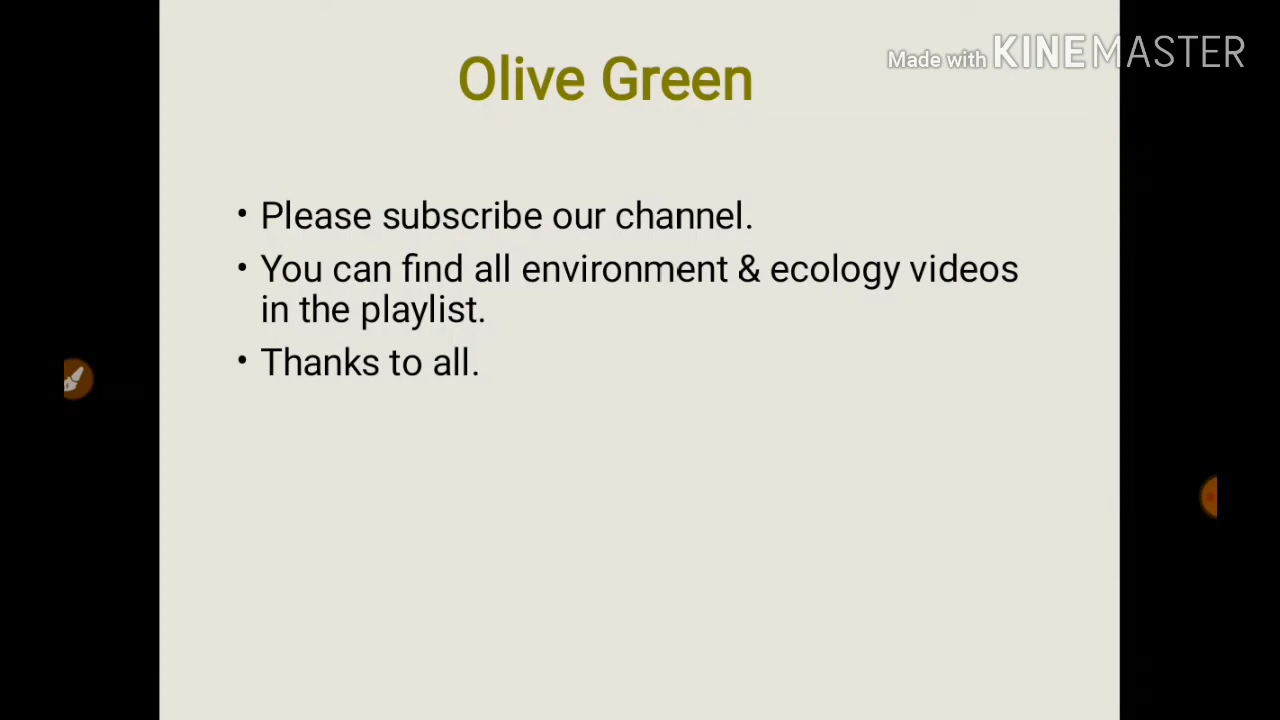 Made with KINEMASTER
Olive Green
• Please subscribe our channel.
• You can find all environment & ecology videos
in the playlist.
• Thanks to all.